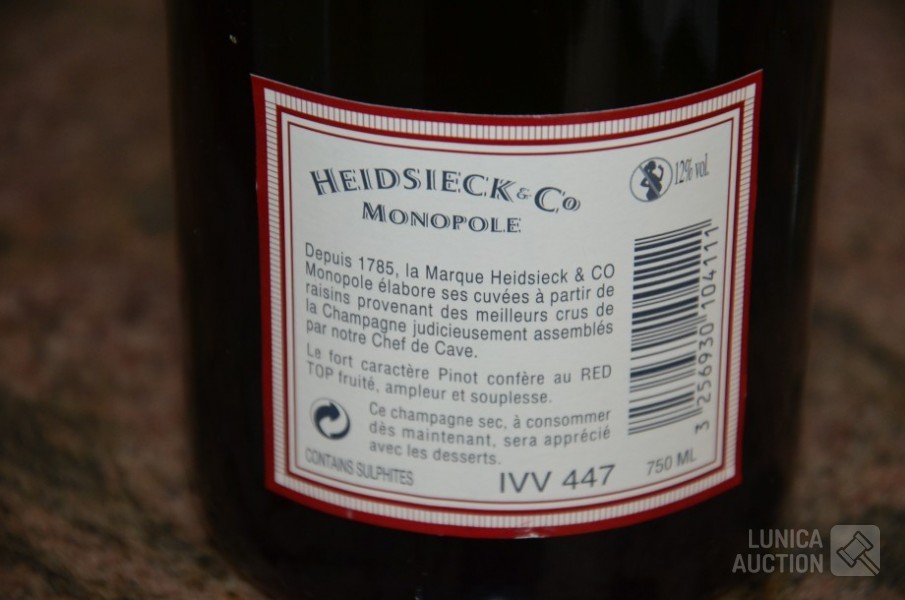 HEIDSIECK & Co
MONOPOLE
12% vol.
Depuis 1785, la Marque Heidsieck & CO
Monopole élabore ses cuvées à partir de
raisins provenant des meilleurs crus de
la Champagne judicieusement assemblés
par notre Chef de Cave.
Le fort caractère Pinot confère au RED
TOP fruité, ampleur et souplesse.
Ce champagne sec, à consommer
dès maintenant, sera apprécié
avec les desserts.
CONTAINS SULPHITES
IVV 447
750 ML
3 256930 104111
LUNICA
AUCTION